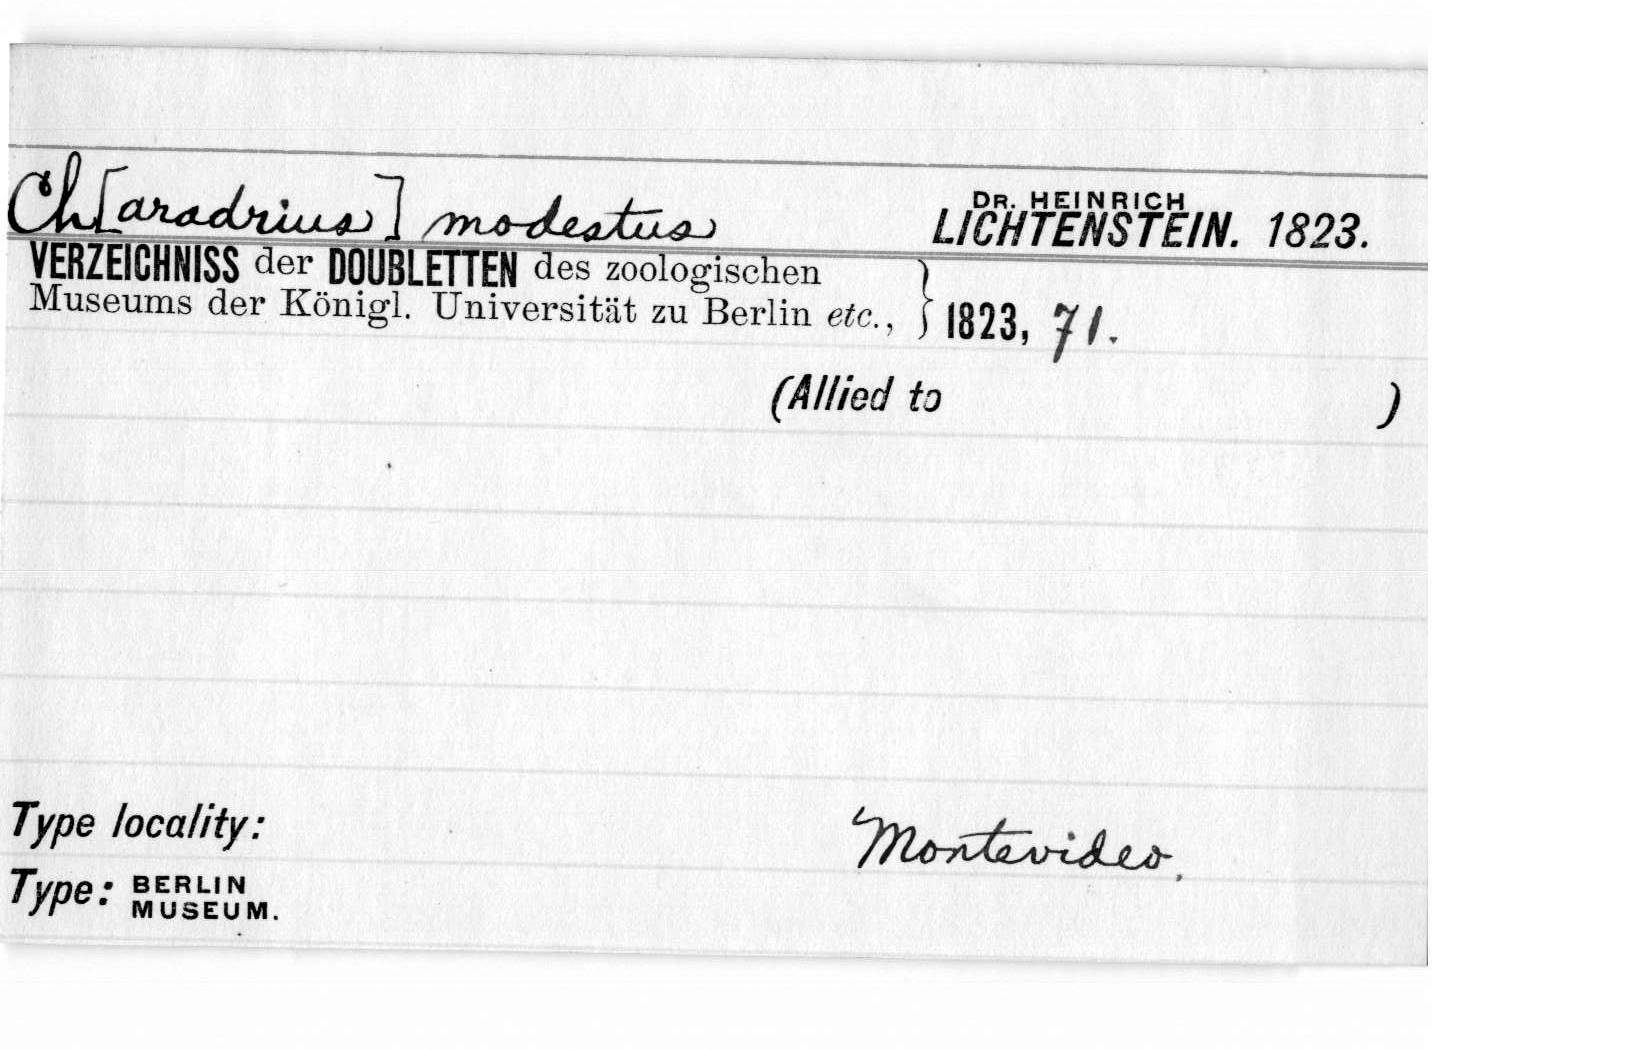 Ch[aradrius] modestus DR. HEINRICH LICHTENSTEIN. 1823.
VERZEICHNISS der DOUBLETTEN des zoologischen
Museums der Königl. Universität zu Berlin etc., } 1823, 71.
(Allied to )
Type locality: Montevideo.
Type: BERLIN MUSEUM.